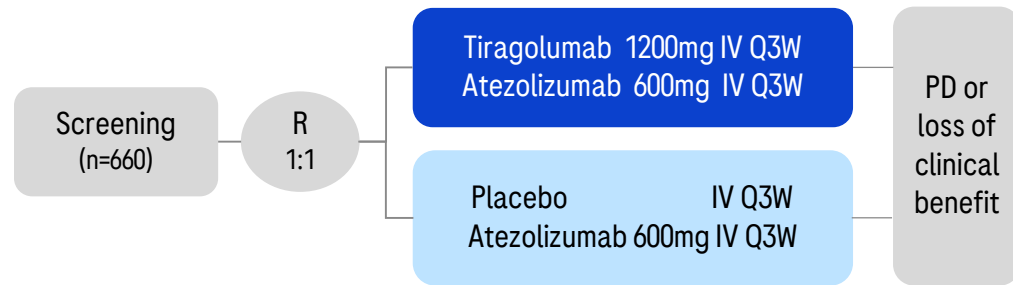 Screening
(n=660)
R
1:1
Tiragolumab 1200mg IV Q3W
Atezolizumab 600mg IV Q3W
Placebo IV Q3W
Atezolizumab 600mg IV Q3W
PD or
loss of
clinical
benefit